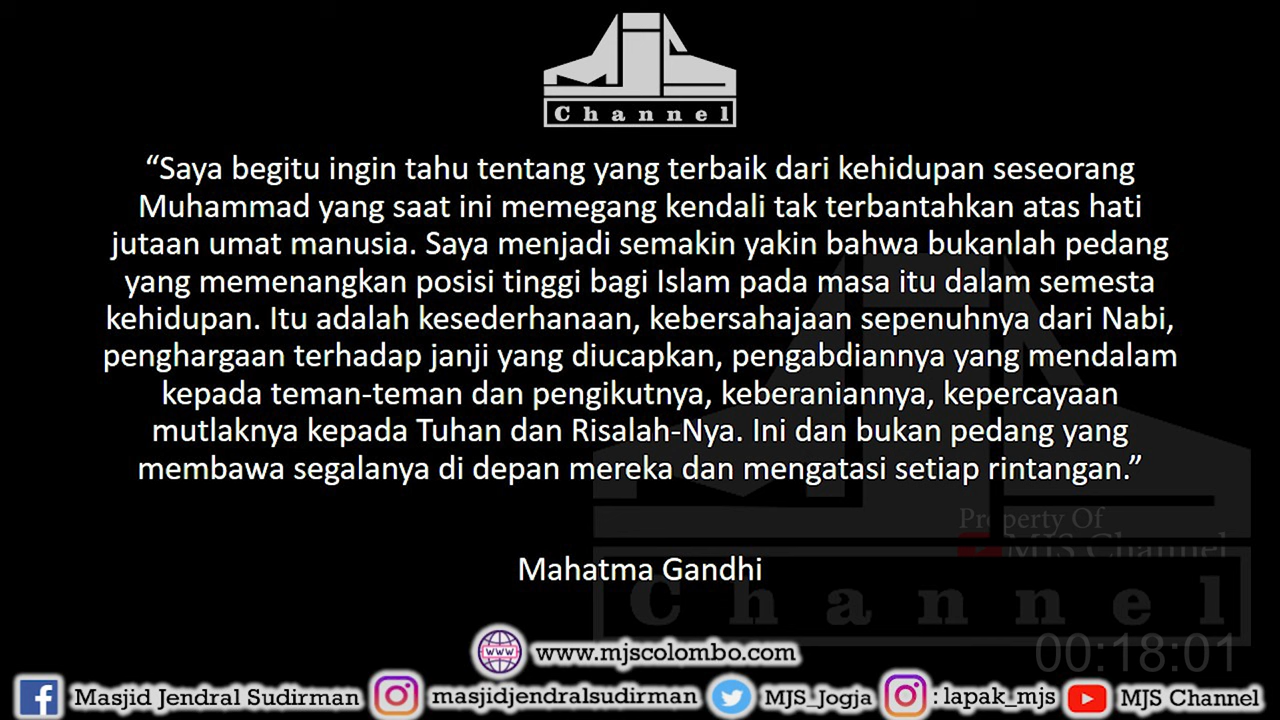 MJS
Channel
“Saya begitu ingin tahu tentang yang terbaik dari kehidupan seseorang
Muhammad yang saat ini memegang kendali tak terbantahkan atas hati
jutaan umat manusia. Saya menjadi semakin yakin bahwa bukanlah pedang
yang memenangkan posisi tinggi bagi Islam pada masa itu dalam semesta
kehidupan. Itu adalah kesederhanaan, kebersahajaan sepenuhnya dari Nabi,
penghargaan terhadap janji yang diucapkan, pengabdiannya yang mendalam
kepada teman-teman dan pengikutnya, keberaniannya, kepercayaan
mutlaknya kepada Tuhan dan Risalah-Nya. Ini dan bukan pedang yang
membawa segalanya di depan mereka dan mengatasi setiap rintangan.”
Property Of
MJS Channel
Mahatma Gandhi
Channel
00:18:01
www
www.mjscolombo.com
Masjid Jendral Sudirman masjidjendralsudirman MJS_Jogja : lapak_mjs MJS Channel